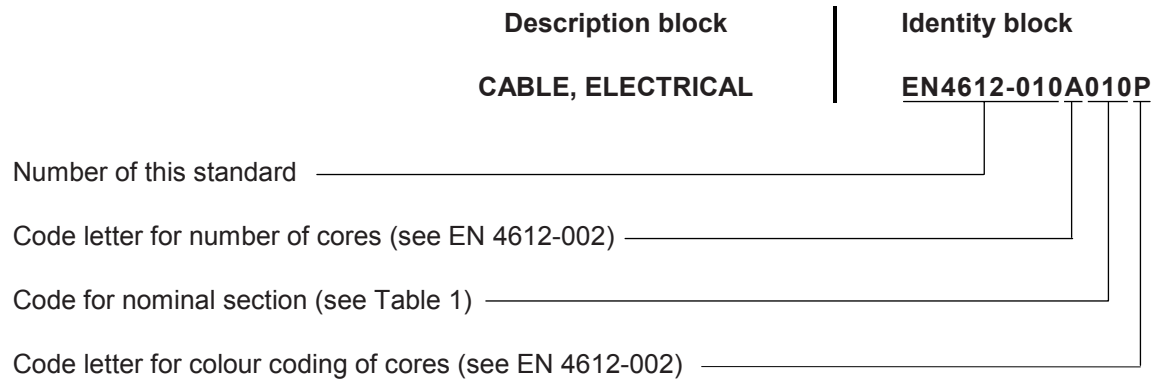 Description block Identity block
CABLE, ELECTRICAL EN4612-010A010P
Number of this standard
Code letter for number of cores (see EN 4612-002)
Code for nominal section (see Table 1)
Code letter for colour coding of cores (see EN 4612-002)